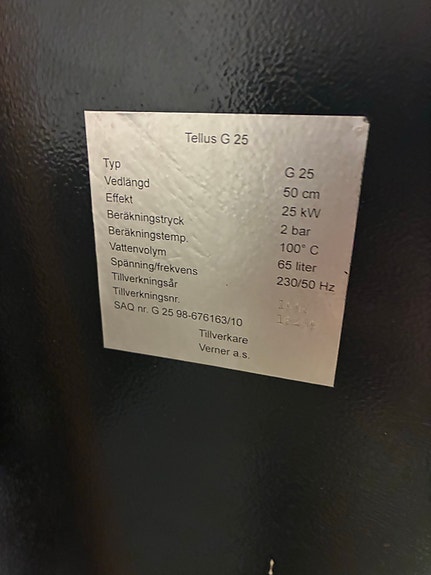 Tellus G 25
Typ G 25
Vedlängd 50 cm
Effekt 25 kW
Beräkningstryck 2 bar
Beräkningstemp. 100° C
Vattenvolym 65 liter
Spänning/frekvens 230/50 Hz
Tillverkningsår
Tillverkningsnr.
SAQ nr. G 25 98-676163/10
Tillverkare
Verner a.s.